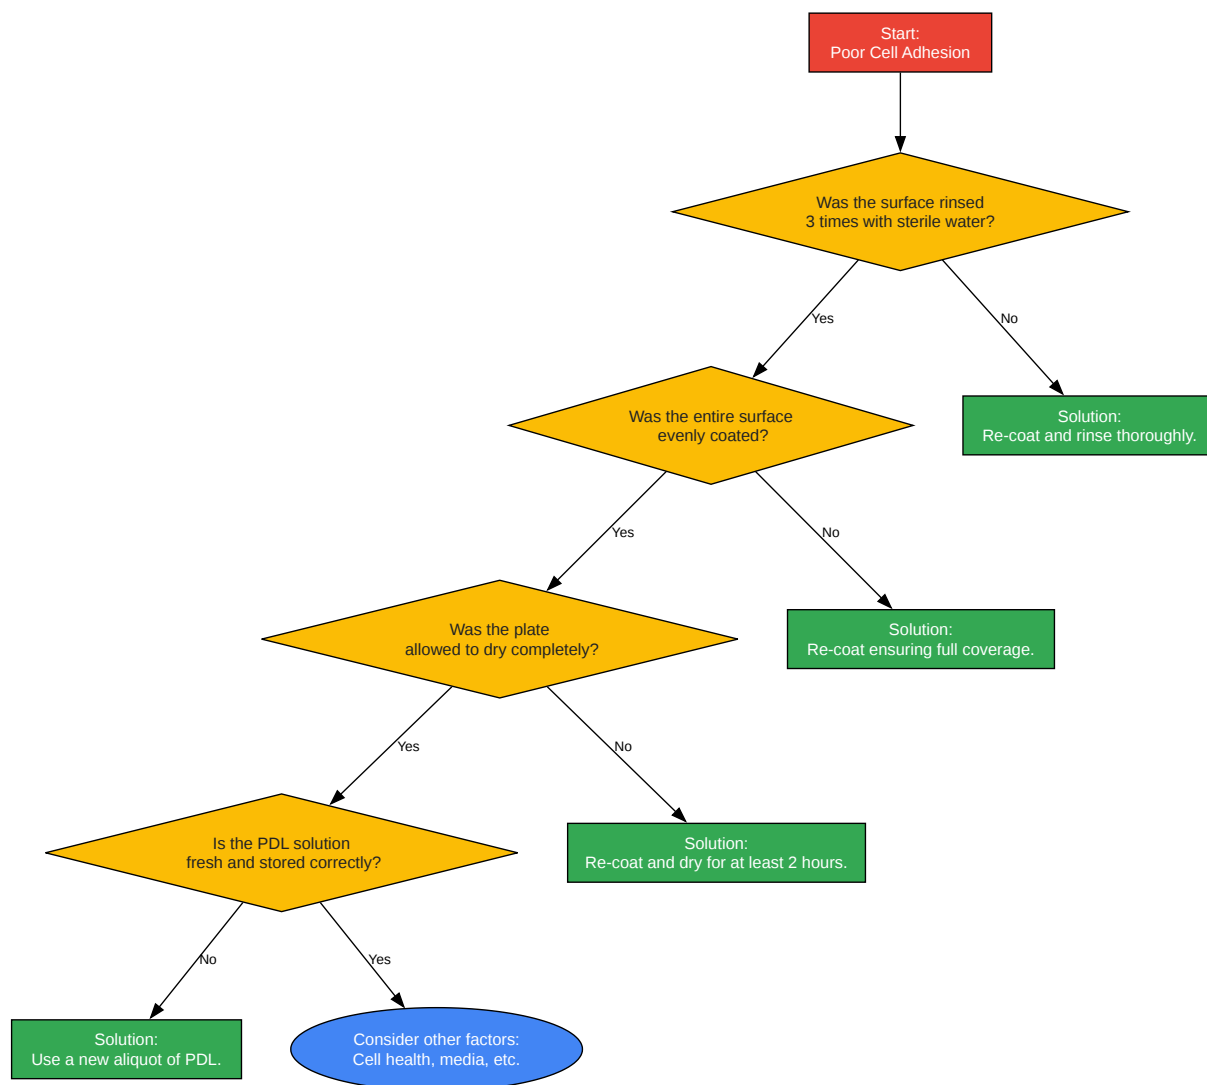 Start:
Poor Cell Adhesion
Was the surface rinsed
3 times with sterile water?
Yes
No
Was the entire surface
evenly coated?
Solution:
Re-coat and rinse thoroughly.
Yes
No
Was the plate
allowed to dry completely?
Solution:
Re-coat ensuring full coverage.
Yes
No
Is the PDL solution
fresh and stored correctly?
Solution:
Re-coat and dry for at least 2 hours.
No
Yes
Solution:
Use a new aliquot of PDL.
Consider other factors:
Cell health, media, etc.